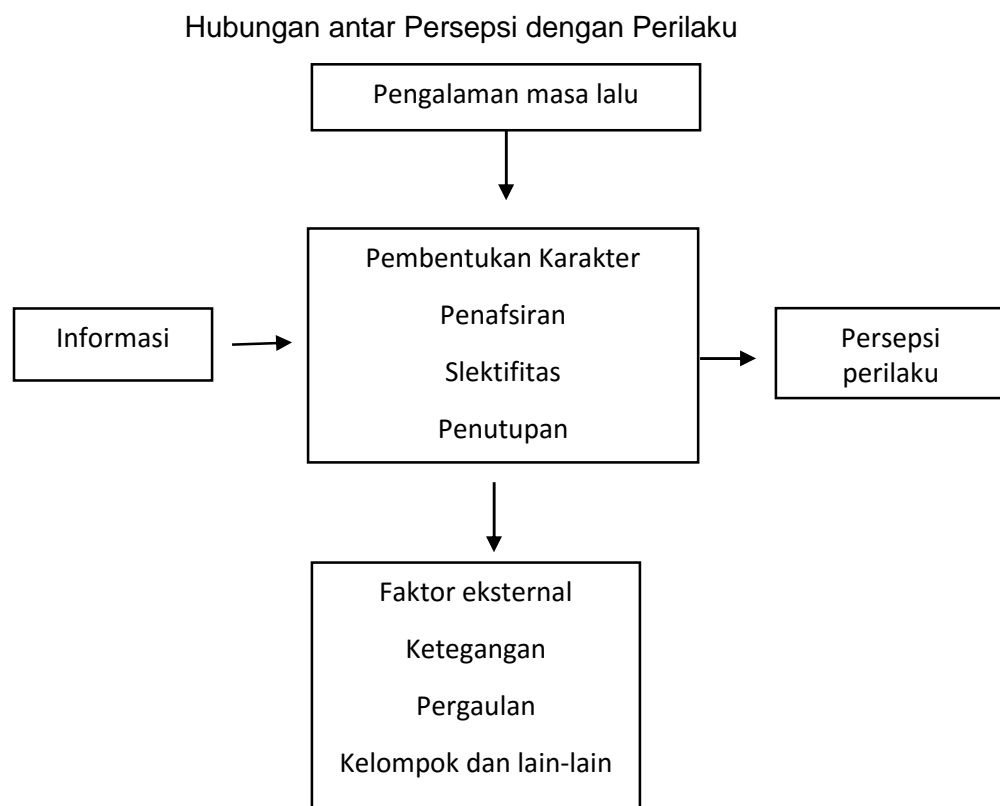 Hubungan antar Persepsi dengan Perilaku
Pengalaman masa lalu
Pembentukan Karakter
Penafsiran
Slektifitas
Penutupan
Informasi
Persepsi
perilaku
Faktor eksternal
Ketegangan
Pergaulan
Kelompok dan lain-lain